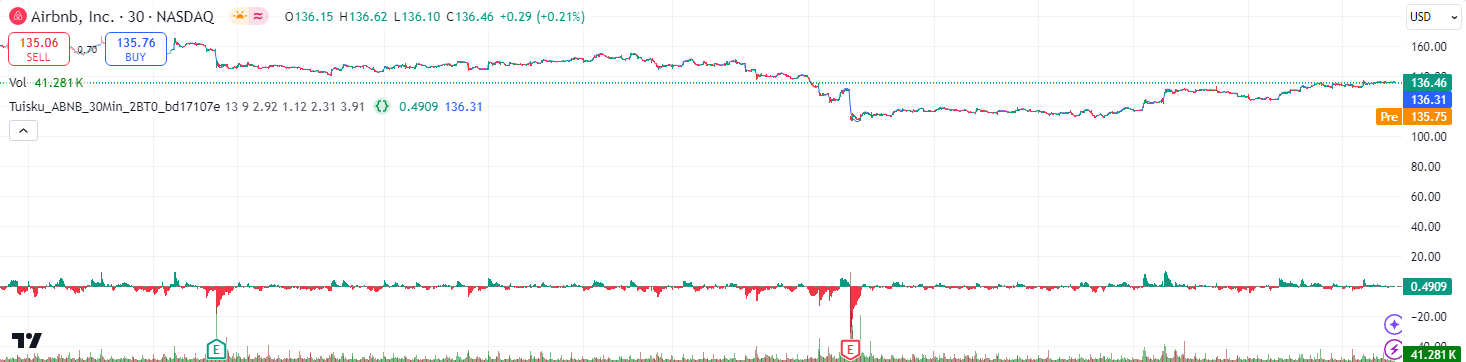 Airbnb, Inc. · 30 · NASDAQ O136.15 H136.62 L136.10 C136.46 +0.29 (+0.21%)
USD
135.06 SELL 0.70 135.76 BUY
160.00
Vol 41.281 K
136.46
Tuisku_ABNB_30Min_2BT0_bd17107e 13 9 2.92 1.12 2.31 3.91 {} 0.4909 136.31
136.31
Pre 135.75
100.00
80.00
60.00
40.00
20.00
0.4909
−20.00
E
E
41.281 K